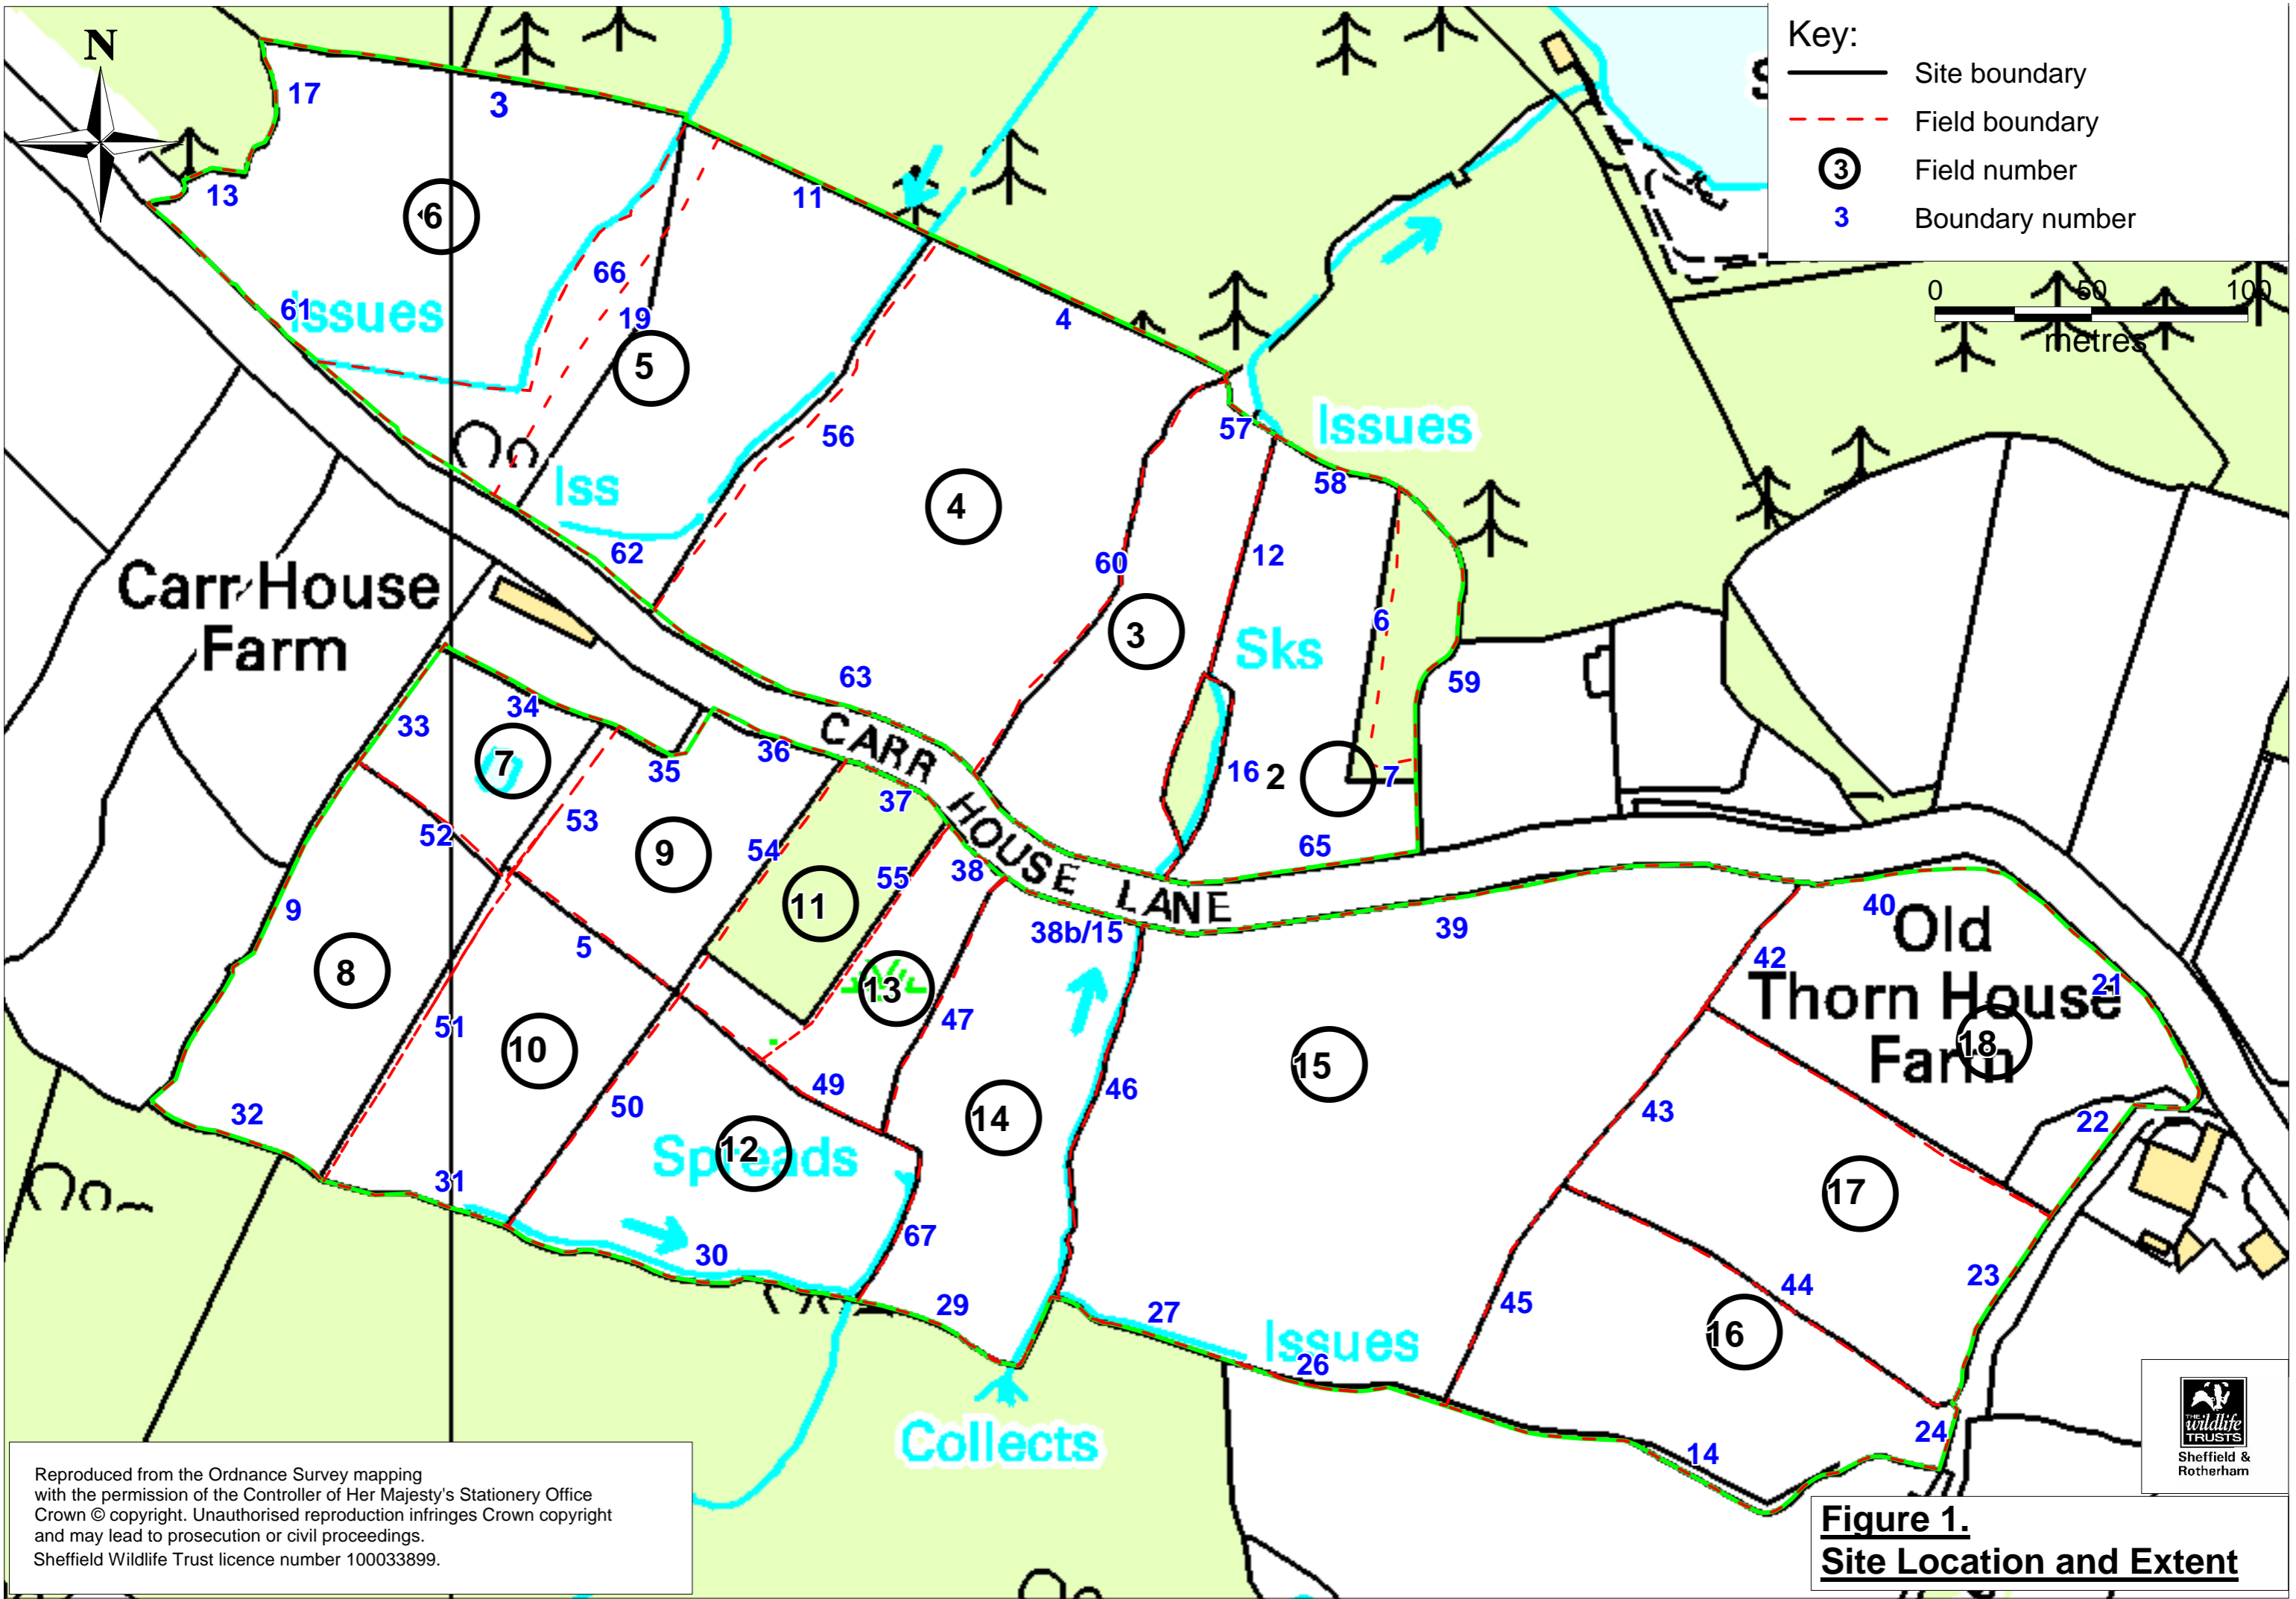 N
Key:
Site boundary
Field boundary
3 Field number
3 Boundary number
S
0 50 100
metres
17
3
13
6
11
66
61
Issues
19
5
4
56
57
Issues
58
Iss
4
62
12
60
6
3
Sks
59
Carr House
Farm
63
33
34
7
35
36
CARR HOUSE LANE
37
16
2
7
65
52
53
9
54
11
55
38
38b/15
39
40
Old
Thorn House
Farm
42
21
18
9
8
5
51
10
13
47
15
46
43
22
32
50
49
14
12
Spreads
17
31
30
67
29
27
Issues
26
45
44
16
23
24
14
Collects
THE
wildlife
TRUSTS
Sheffield &
Rotherham
Reproduced from the Ordnance Survey mapping
with the permission of the Controller of Her Majesty's Stationery Office
Crown © copyright. Unauthorised reproduction infringes Crown copyright
and may lead to prosecution or civil proceedings.
Sheffield Wildlife Trust licence number 100033899.
Figure 1.
Site Location and Extent